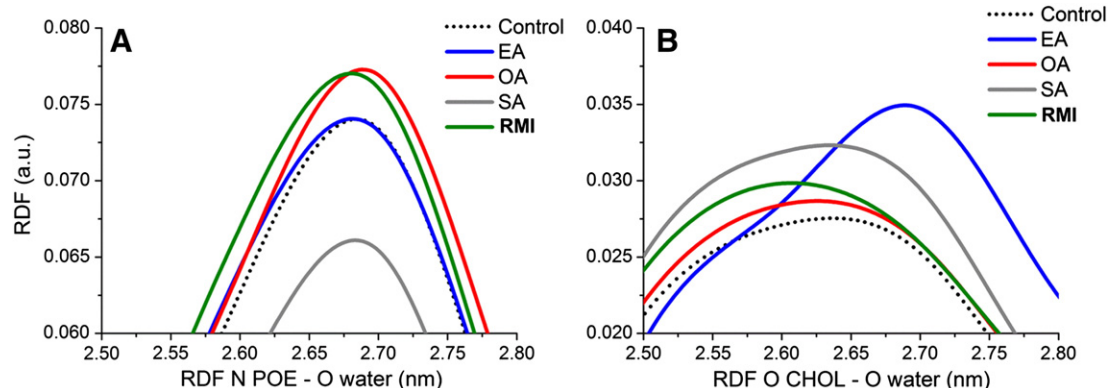 A
Control
EA
OA
SA
RMI
0.080
0.075
0.070
0.065
0.060
RDF (a.u.)
2.50 2.55 2.60 2.65 2.70 2.75 2.80
RDF N POE - O water (nm)
B
Control
EA
OA
SA
RMI
0.040
0.035
0.030
0.025
0.020
2.50 2.55 2.60 2.65 2.70 2.75 2.80
RDF O CHOL - O water (nm)